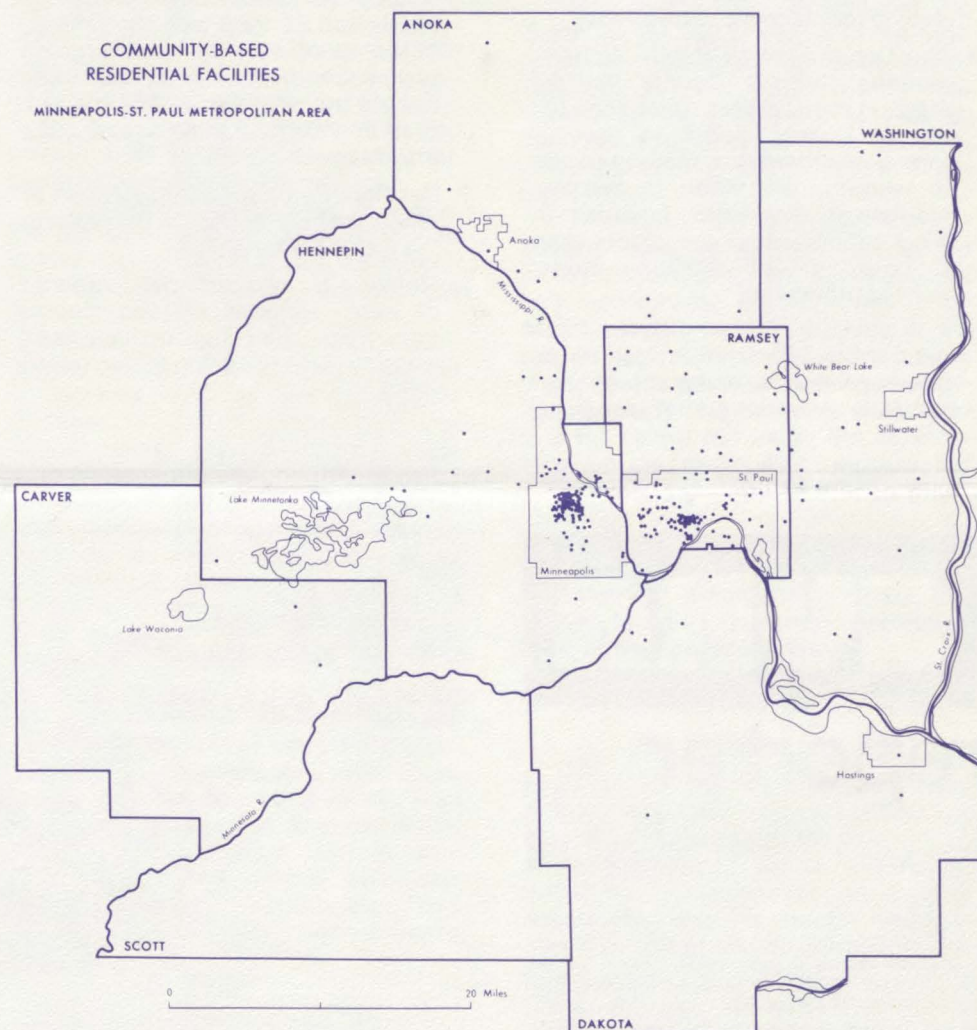 COMMUNITY-BASED
RESIDENTIAL FACILITIES
MINNEAPOLIS-ST. PAUL METROPOLITAN AREA
ANOKA
WASHINGTON
HENNEPIN
Anoka
Mississippi R.
RAMSEY
White Bear Lake
Stillwater
CARVER
Lake Minnetonka
St. Paul
Minneapolis
Lake Waconia
St. Croix R.
Hastings
Minnesota R.
SCOTT
0 20 Miles
DAKOTA